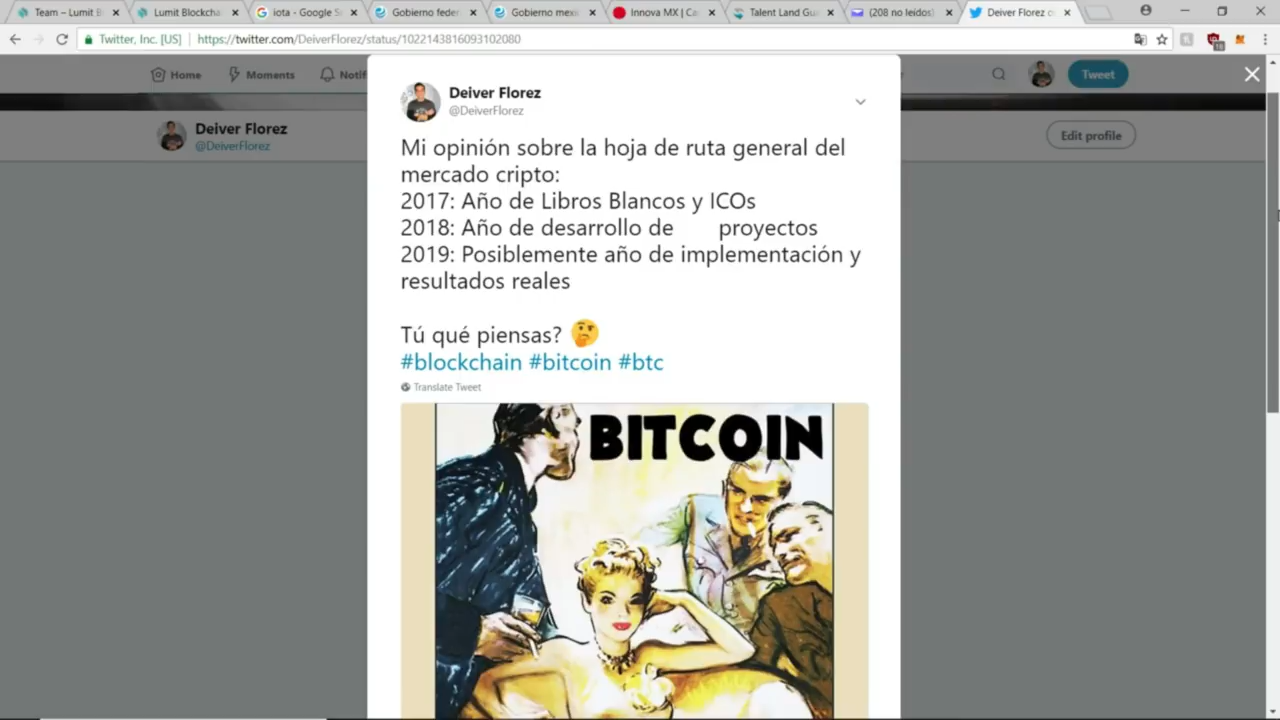 Team – Lumit B
Lumit Blockcha
iota - Google S
Gobierno feder
Gobierno mexi
Innova MX | Ca
Talent Land Gu
(208 no leídos)
Deiver Florez
Twitter, Inc. [US]
https://twitter.com/DeiverFlorez/status/1022143816093102080
Home
Moments
Notif
Tweet
Deiver Florez
@DeiverFlorez
Edit profile
Deiver Florez
@DeiverFlorez
Mi opinión sobre la hoja de ruta general del
mercado cripto:
2017: Año de Libros Blancos y ICOs
2018: Año de desarrollo de proyectos
2019: Posiblemente año de implementación y
resultados reales
Tú qué piensas? 🤔
#blockchain #bitcoin #btc
Translate Tweet
BITCOIN